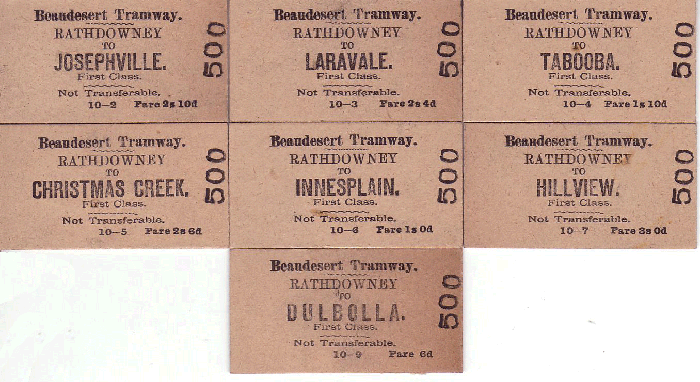 Beaudesert Tramway.
RATHDOWNEY
TO
JOSEPHVILLE.
First Class.
Not Transferable.
10-2 Fare 2s 10d
500
Beaudesert Tramway.
RATHDOWNEY
TO
LARAVALE.
First Class.
Not Transferable.
10-3 Fare 2s 4d
500
Beaudesert Tramway.
RATHDOWNEY
TO
TABOOBA.
First Class.
Not Transferable.
10-4 Fare 1s 10d
500
Beaudesert Tramway.
RATHDOWNEY
TO
CHRISTMAS CREEK.
First Class.
Not Transferable.
10-5 Fare 2s 6d
500
Beaudesert Tramway.
RATHDOWNEY
TO
INNESPLAIN.
First Class.
Not Transferable.
10-6 Fare 1s 0d
500
Beaudesert Tramway.
RATHDOWNEY
TO
HILLVIEW.
First Class.
Not Transferable.
10-7 Fare 3s 0d
500
Beaudesert Tramway.
RATHDOWNEY
TO
DULBOLLA.
First Class.
Not Transferable.
10-9 Fare 6d
500